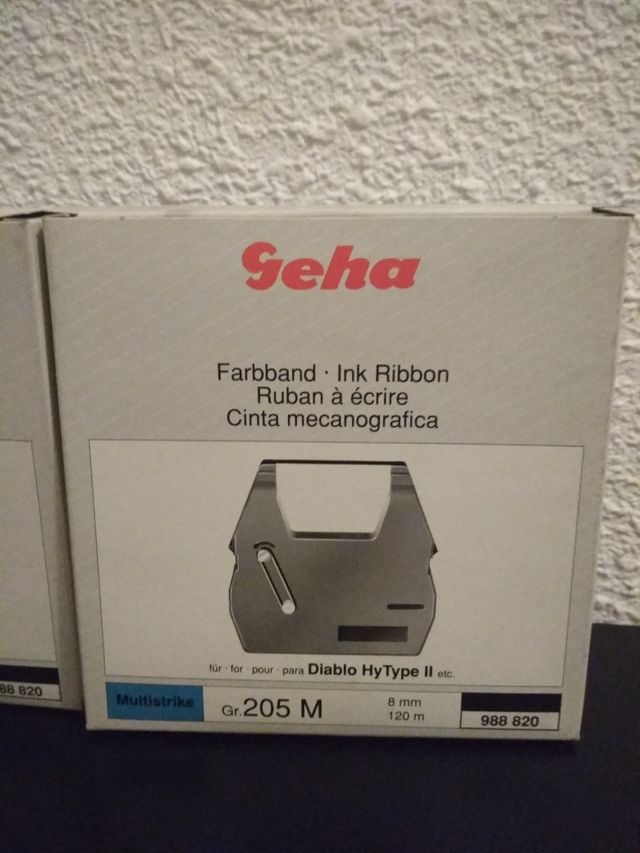 Geha
Farbband · Ink Ribbon
Ruban à écrire
Cinta mecanografica
für · for · pour · para Diablo HyType II etc.
Multistrike
Gr. 205 M
8 mm
120 m
988 820
88 820